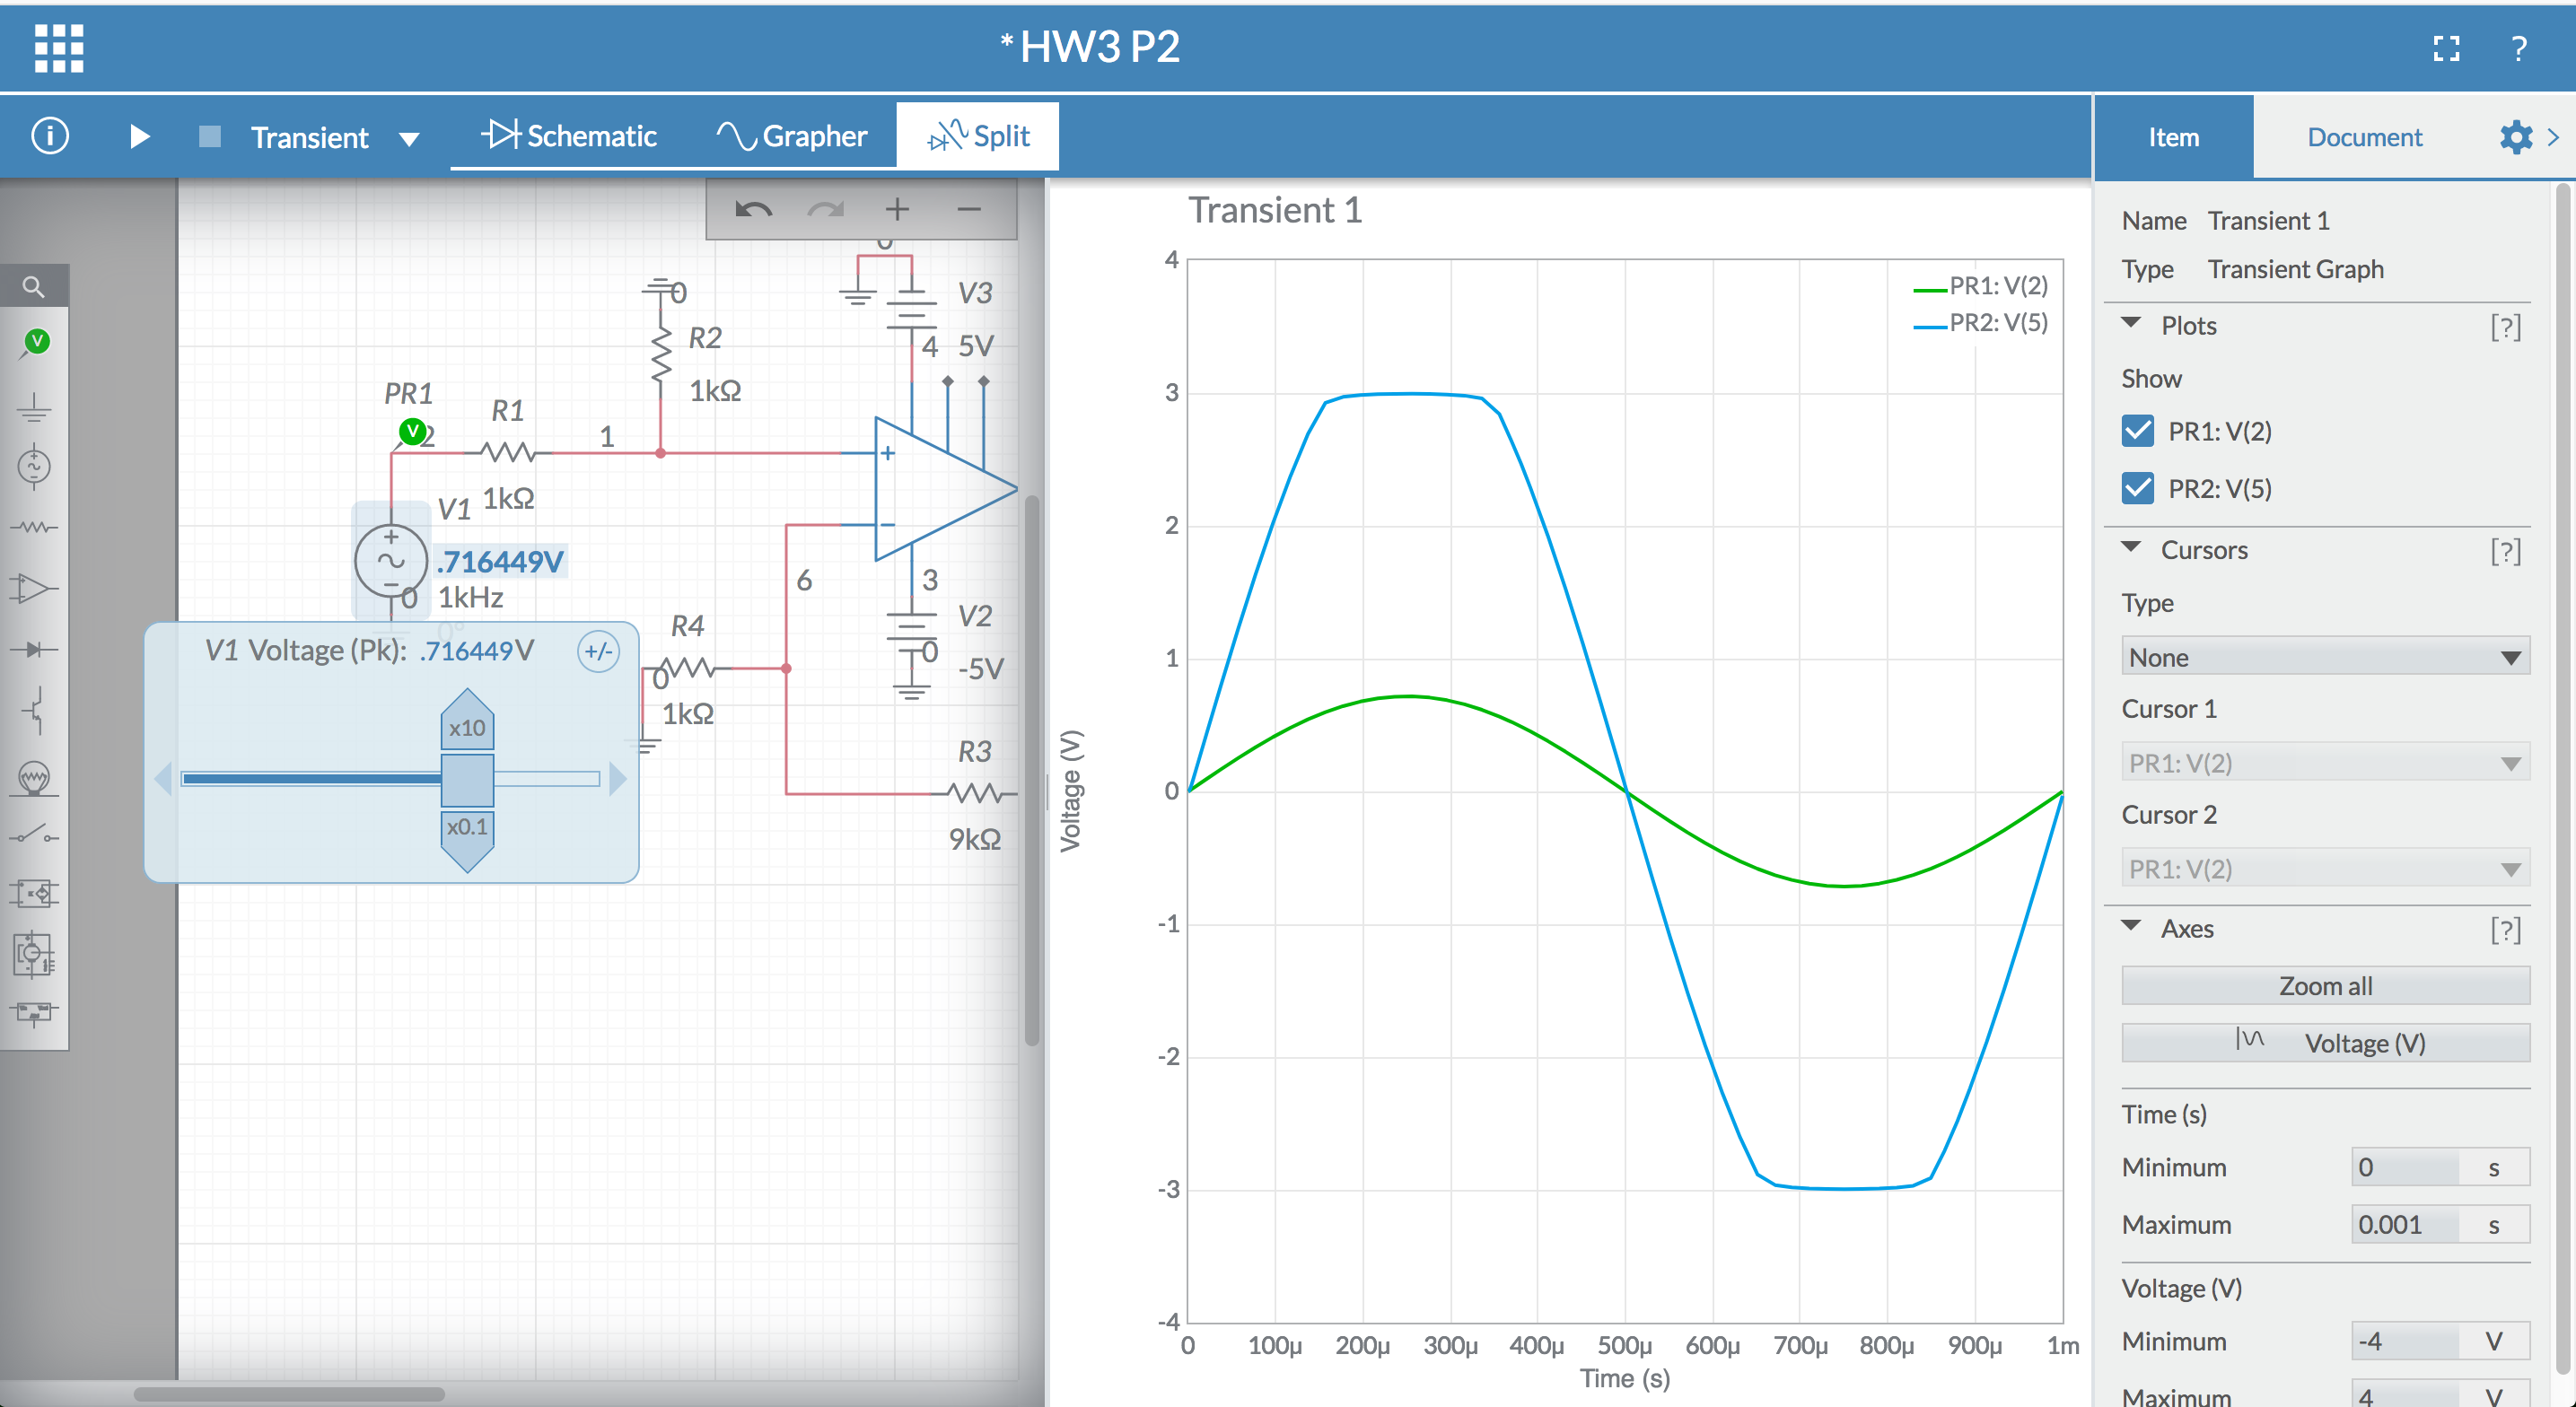 * HW3 P2
?
i
Transient
Schematic
Grapher
Split
Item
Document
Transient 1
PR1: V(2)
PR2: V(5)
4
3
2
1
0
-1
-2
-3
-4
0
100µ
200µ
300µ
400µ
500µ
600µ
700µ
800µ
900µ
1m
Voltage (V)
Time (s)
V
0
V3
4
5V
0
R2
1kΩ
PR1
V
2
R1
1kΩ
1
+
−
V1
.716449V
1kHz
0°
0
6
3
V2
0
-5V
R4
0
1kΩ
R3
9kΩ
V1 Voltage (Pk): .716449V
+/-
x10
x0.1
Name Transient 1
Type Transient Graph
Plots [?]
Show
PR1: V(2)
PR2: V(5)
Cursors [?]
Type
None
Cursor 1
PR1: V(2)
Cursor 2
PR1: V(2)
Axes [?]
Zoom all
Voltage (V)
Time (s)
Minimum 0 s
Maximum 0.001 s
Voltage (V)
Minimum -4 V
Maximum 4 V